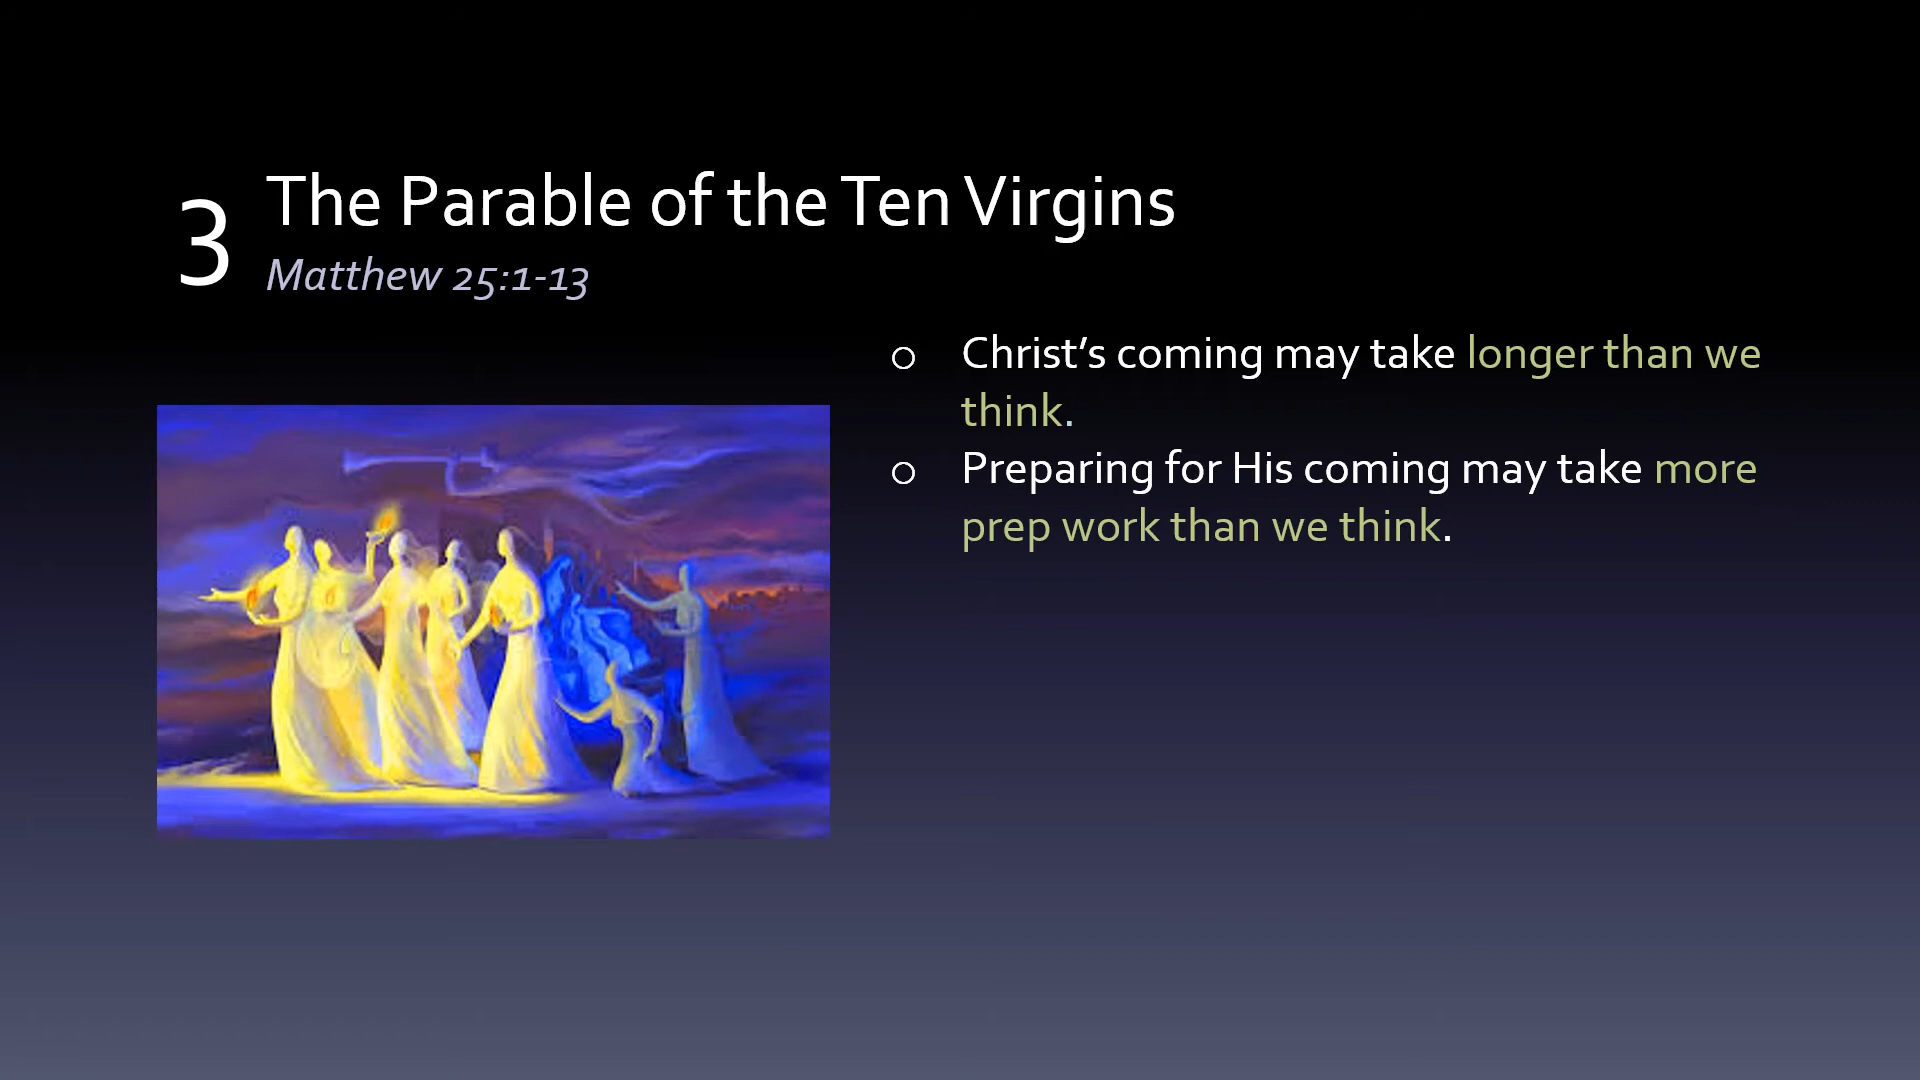 3
The Parable of the Ten Virgins
Matthew 25:1-13
o Christ’s coming may take longer than we
think.
o Preparing for His coming may take more
prep work than we think.